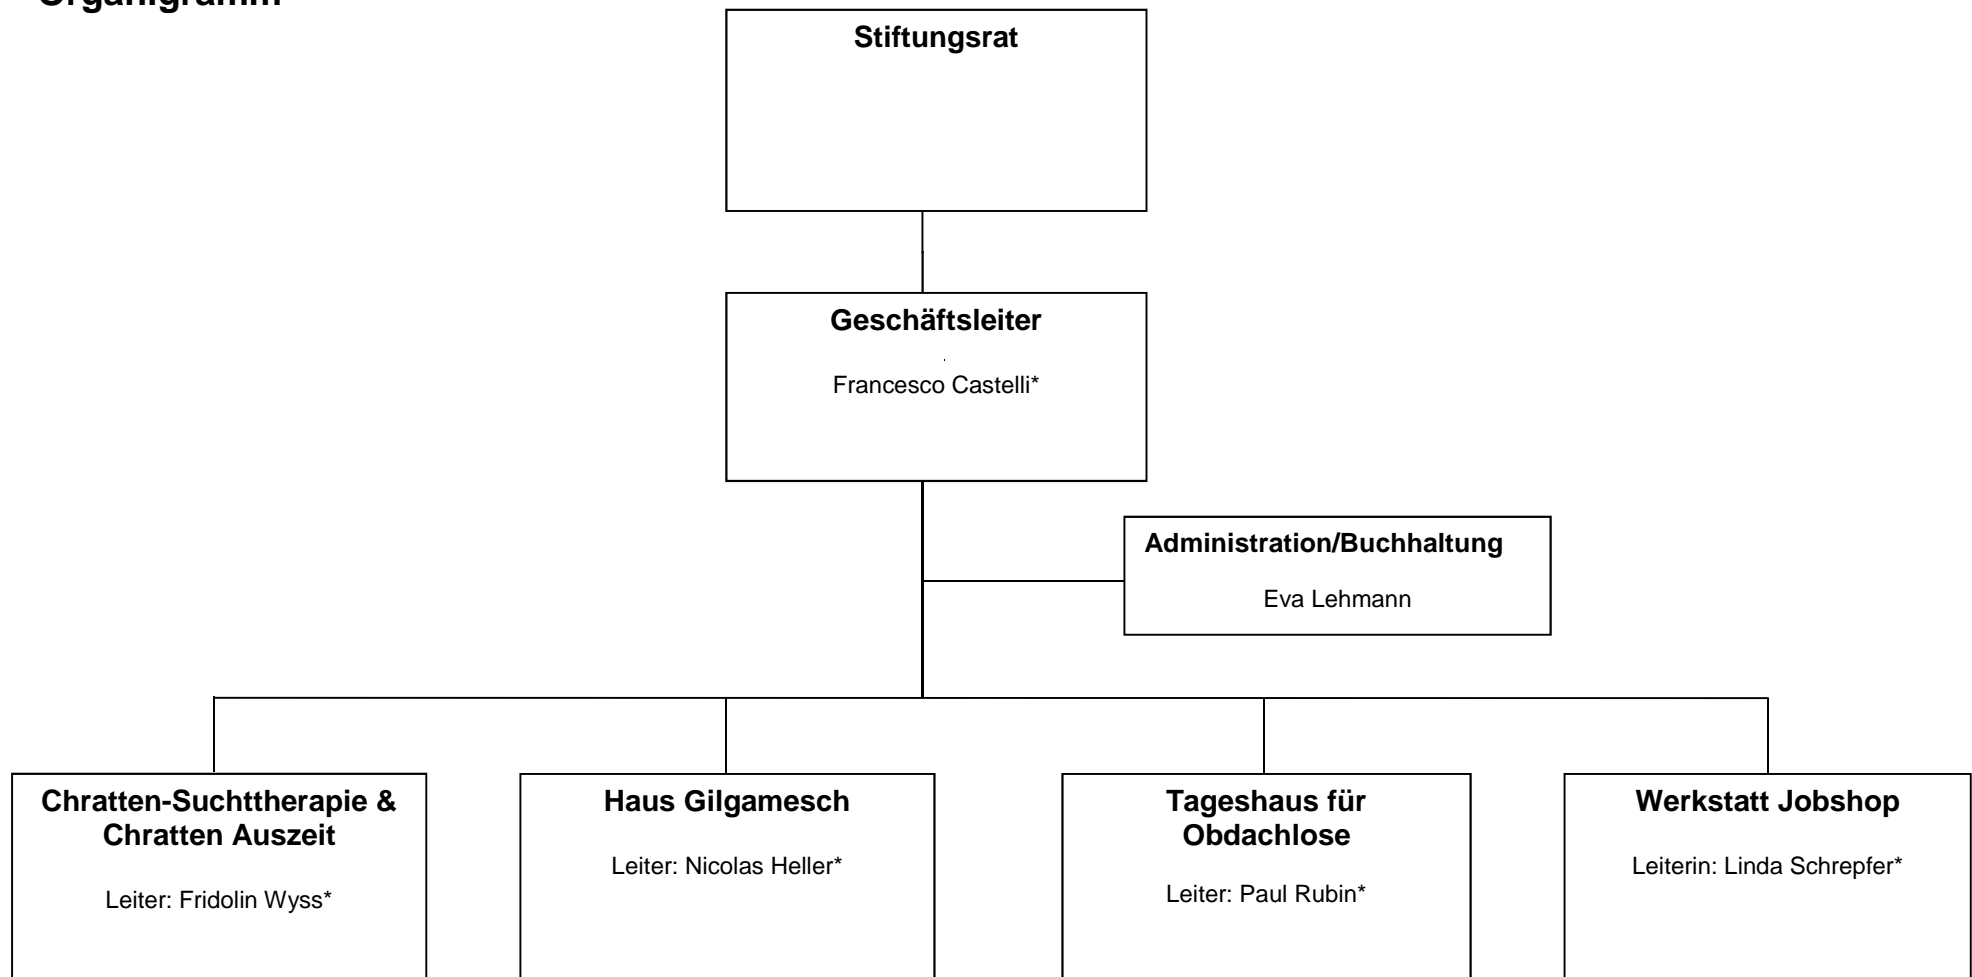 Organigramm
Stiftungsrat
Geschäftsleiter
.
Francesco Castelli*
Administration/Buchhaltung
Eva Lehmann
Chratten-Suchttherapie &
Chratten Auszeit
Leiter: Fridolin Wyss*
Haus Gilgamesch
Leiter: Nicolas Heller*
Tageshaus für
Obdachlose
Leiter: Paul Rubin*
Werkstatt Jobshop
Leiterin: Linda Schrepfer*